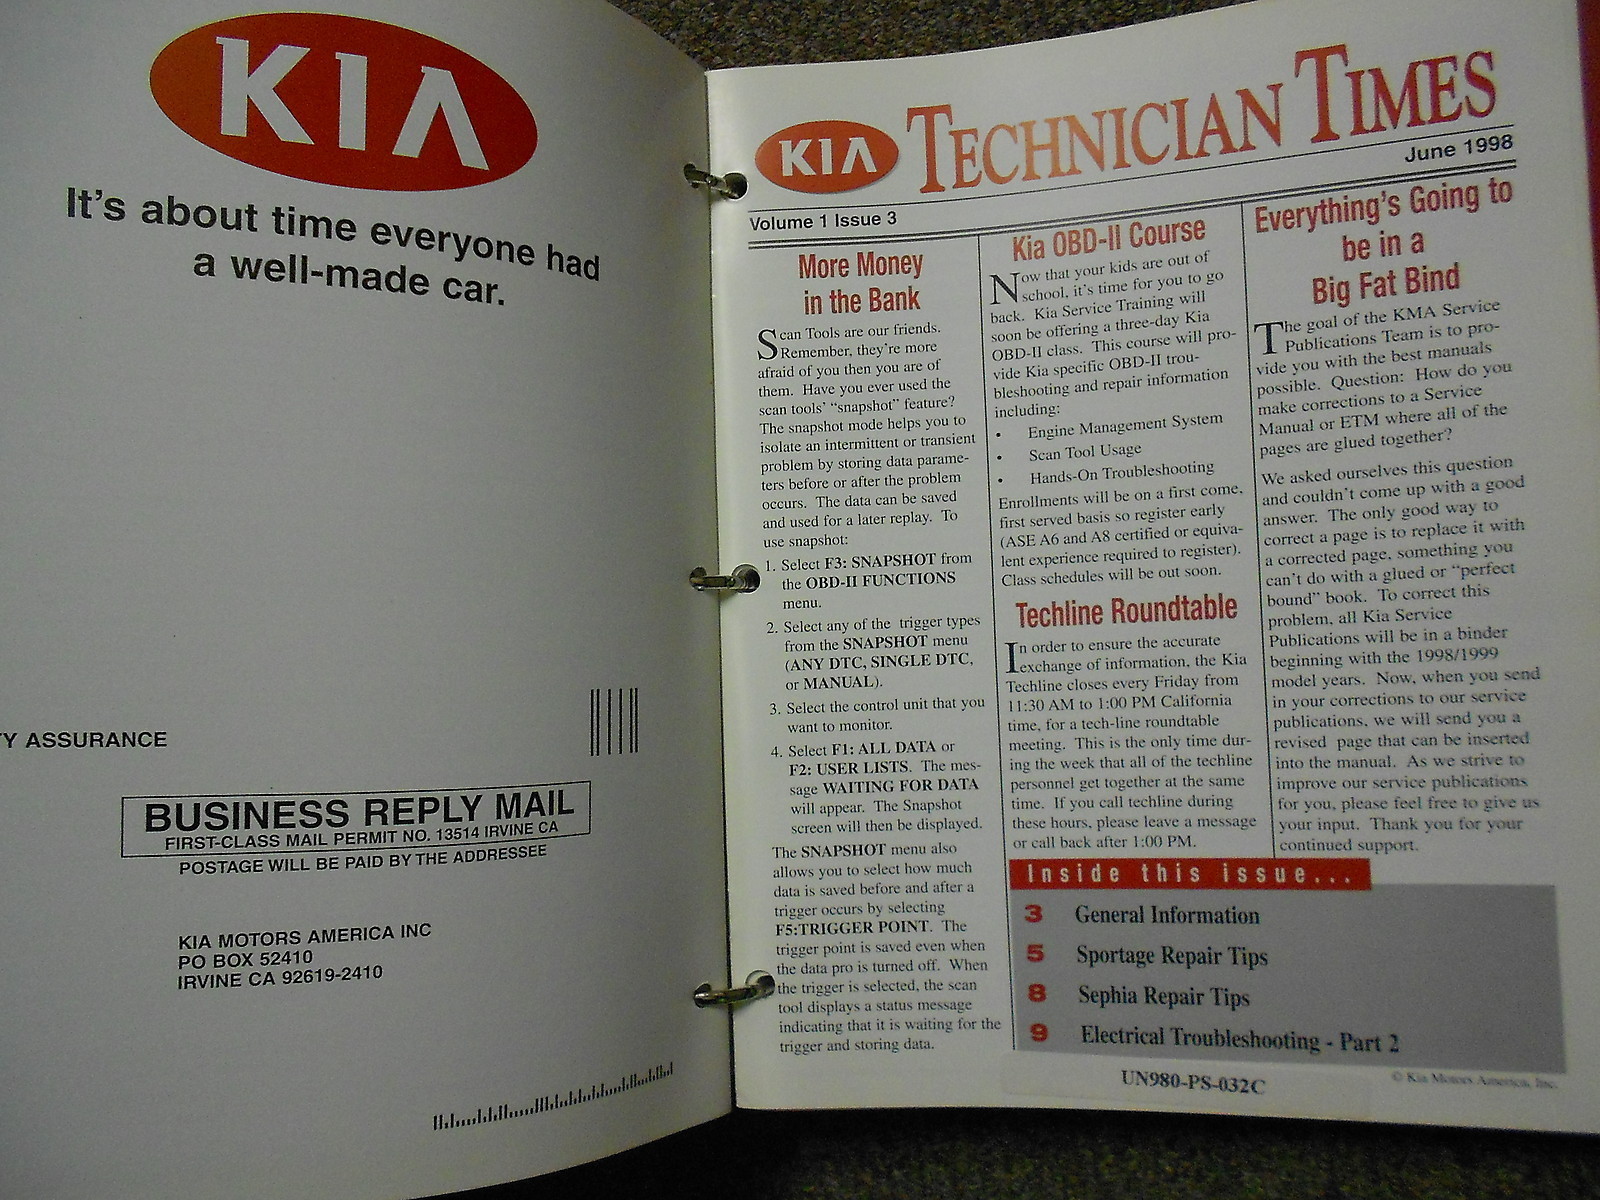 KIA
It's about time everyone had
a well-made car.
Y ASSURANCE
BUSINESS REPLY MAIL
FIRST-CLASS MAIL PERMIT NO. 13514 IRVINE CA
POSTAGE WILL BE PAID BY THE ADDRESSEE
KIA MOTORS AMERICA INC
PO BOX 52410
IRVINE CA 92619-2410
KIA TECHNICIAN TIMES
June 1998
Volume 1 Issue 3
More Money
in the Bank
Scan Tools are our friends.
Remember, they're more
afraid of you then you are of
them. Have you ever used the
scan tools' "snapshot" feature?
The snapshot mode helps you to
isolate an intermittent or transient
problem by storing data parame-
ters before or after the problem
occurs. The data can be saved
and used for a later replay. To
use snapshot:
1. Select F3: SNAPSHOT from
the OBD-II FUNCTIONS
menu.
2. Select any of the trigger types
from the SNAPSHOT menu
(ANY DTC, SINGLE DTC,
or MANUAL).
3. Select the control unit that you
want to monitor.
4. Select F1: ALL DATA or
F2: USER LISTS. The mes-
sage WAITING FOR DATA
will appear. The Snapshot
screen will then be displayed.
The SNAPSHOT menu also
allows you to select how much
data is saved before and after a
trigger occurs by selecting
F5:TRIGGER POINT. The
trigger point is saved even when
the data pro is turned off. When
the trigger is selected, the scan
tool displays a status message
indicating that it is waiting for the
trigger and storing data.
Kia OBD-II Course
Now that your kids are out of
school, it's time for you to go
back. Kia Service Training will
soon be offering a three-day Kia
OBD-II class. This course will pro-
vide Kia specific OBD-II trou-
bleshooting and repair information
including:
• Engine Management System
• Scan Tool Usage
• Hands-On Troubleshooting
Enrollments will be on a first come,
first served basis so register early
(ASE A6 and A8 certified or equiva-
lent experience required to register).
Class schedules will be out soon.
Techline Roundtable
In order to ensure the accurate
exchange of information, the Kia
Techline closes every Friday from
11:30 AM to 1:00 PM California
time, for a tech-line roundtable
meeting. This is the only time dur-
ing the week that all of the techline
personnel get together at the same
time. If you call techline during
these hours, please leave a message
or call back after 1:00 PM.
Everything's Going to
be in a
Big Fat Bind
The goal of the KMA Service
Publications Team is to pro-
vide you with the best manuals
possible. Question: How do you
make corrections to a Service
Manual or ETM where all of the
pages are glued together?
We asked ourselves this question
and couldn't come up with a good
answer. The only good way to
correct a page is to replace it with
a corrected page, something you
can't do with a glued or "perfect
bound" book. To correct this
problem, all Kia Service
Publications will be in a binder
beginning with the 1998/1999
model years. Now, when you send
in your corrections to our service
publications, we will send you a
revised page that can be inserted
into the manual. As we strive to
improve our service publications
for you, please feel free to give us
your input. Thank you for your
continued support.
Inside this issue...
3 General Information
5 Sportage Repair Tips
8 Sephia Repair Tips
9 Electrical Troubleshooting - Part 2
UN980-PS-032C
© Kia Motors America, Inc.